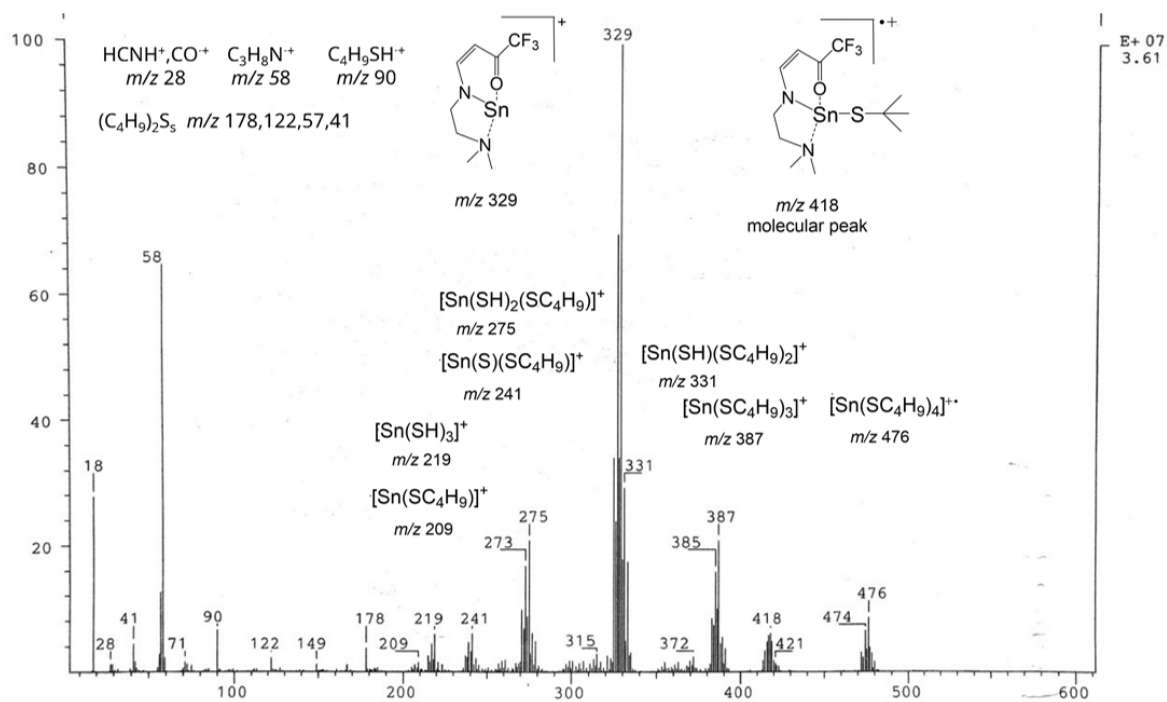 329
E+ 07
3.61
100
80
60
40
20
HCNH⁺,CO·⁺ C₃H₈N·⁺ C₄H₉SH·⁺
m/z 28 m/z 58 m/z 90
(C₄H₉)₂Sₛ m/z 178,122,57,41
+
CF₃
O
N
Sn
N
m/z 329
•+
CF₃
O
N
Sn S
N
m/z 418
molecular peak
58
[Sn(SH)₂(SC₄H₉)]⁺
m/z 275
[Sn(S)(SC₄H₉)]⁺
m/z 241
[Sn(SH)(SC₄H₉)₂]⁺
m/z 331
[Sn(SC₄H₉)₃]⁺ [Sn(SC₄H₉)₄]⁺•
m/z 387 m/z 476
[Sn(SH)₃]⁺
m/z 219
[Sn(SC₄H₉)]⁺
m/z 209
18
28
41
71
90
122
149
178
209
219
241
273
275
315
331
372
385
387
418
421
474
476
100 200 300 400 500 600